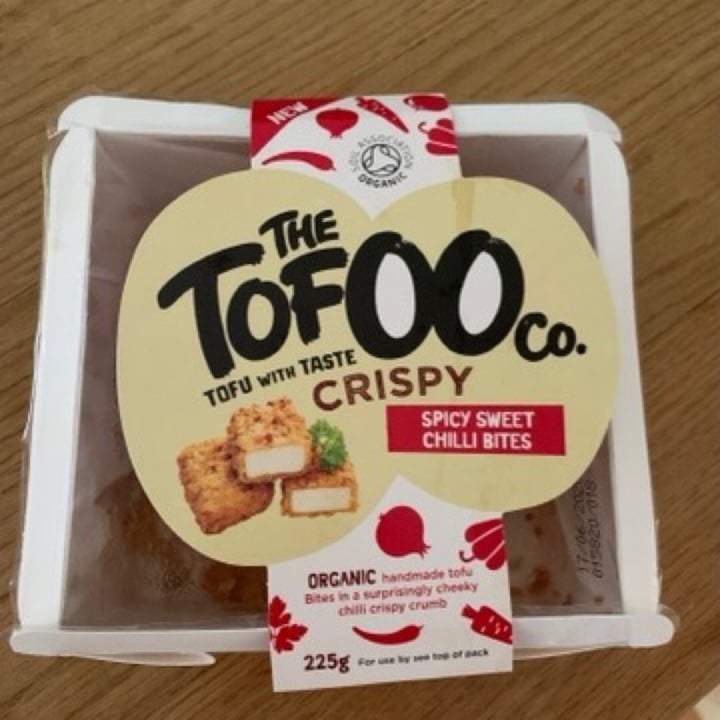 NEW
SOIL ASSOCIATION
ORGANIC
THE
TOFOO Co.
TOFU WITH TASTE
CRISPY
SPICY SWEET
CHILLI BITES
ORGANIC handmade tofu
Bites in a surprisingly cheeky
chilli crispy crumb
225g For use by see top of pack